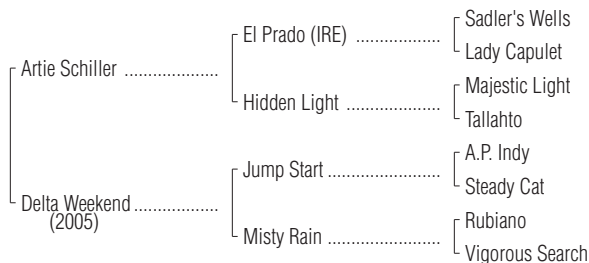 Sadler's Wells
El Prado (IRE) ..................
Lady Capulet
Artie Schiller ....................
Majestic Light
Hidden Light ....................
Tallahto
A.P. Indy
Jump Start ........................
Steady Cat
Delta Weekend ..................
(2005)
Rubiano
Misty Rain .........................
Vigorous Search